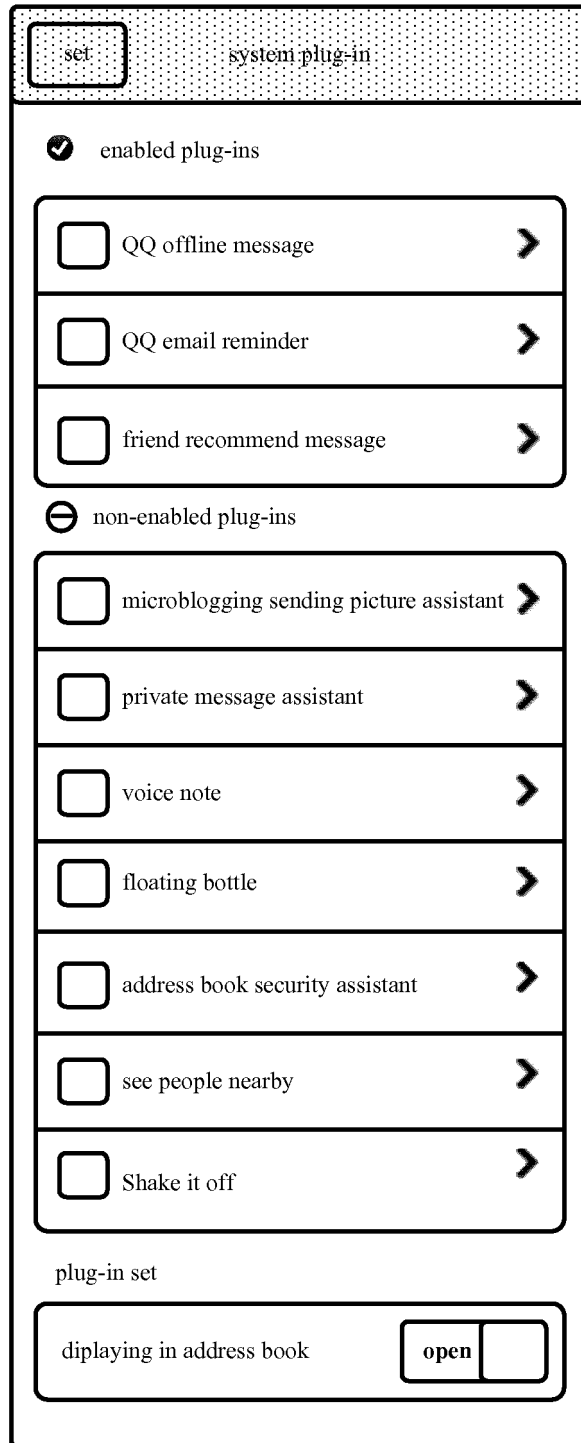 set system plug-in
enabled plug-ins
QQ offline message
QQ email reminder
friend recommend message
non-enabled plug-ins
microblogging sending picture assistant
private message assistant
voice note
floating bottle
address book security assistant
see people nearby
Shake it off
plug-in set
diplaying in address book open